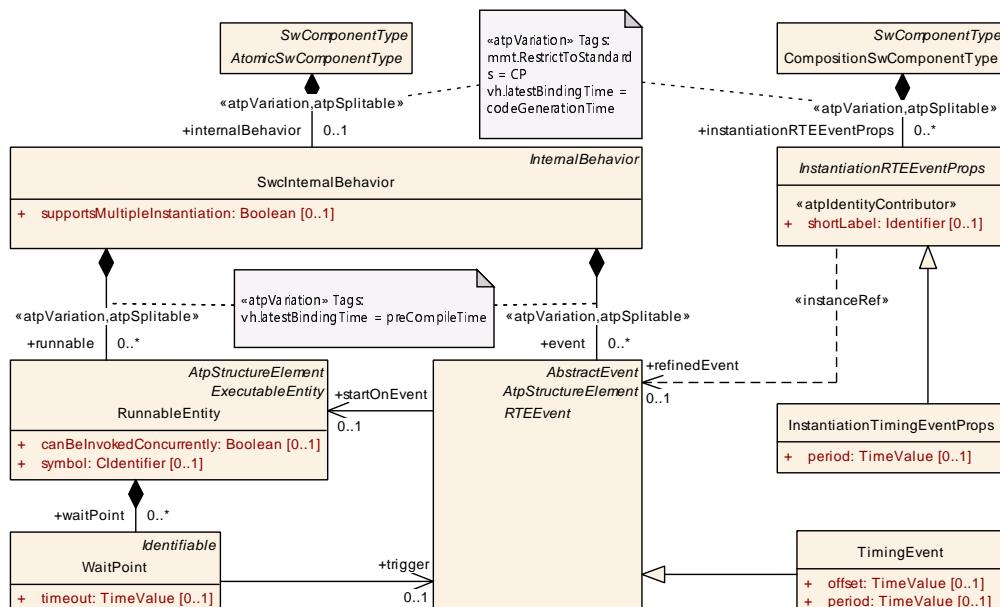 SwComponentType
AtomicSwComponentType
«atpVariation» Tags:
mmt.RestrictToStandard
s = CP
vh.latestBindingTime =
codeGenerationTime
SwComponentType
CompositionSwComponentType
«atpVariation,atpSplitable»
+internalBehavior 0..1
«atpVariation,atpSplitable»
+instantiationRTEEventProps 0..*
InternalBehavior
SwcInternalBehavior
+ supportsMultipleInstantiation: Boolean [0..1]
InstantiationRTEEventProps
«atpIdentityContributor»
+ shortLabel: Identifier [0..1]
«atpVariation» Tags:
vh.latestBindingTime = preCompileTime
«atpVariation,atpSplitable»
+runnable 0..*
«atpVariation,atpSplitable»
+event 0..*
«instanceRef»
+refinedEvent
0..1
AtpStructureElement
ExecutableEntity
RunnableEntity
+ canBeInvokedConcurrently: Boolean [0..1]
+ symbol: CIdentifier [0..1]
+startOnEvent
0..1
AbstractEvent
AtpStructureElement
RTEEvent
InstantiationTimingEventProps
+ period: TimeValue [0..1]
+waitPoint 0..*
Identifiable
WaitPoint
+ timeout: TimeValue [0..1]
+trigger
0..1
TimingEvent
+ offset: TimeValue [0..1]
+ period: TimeValue [0..1]